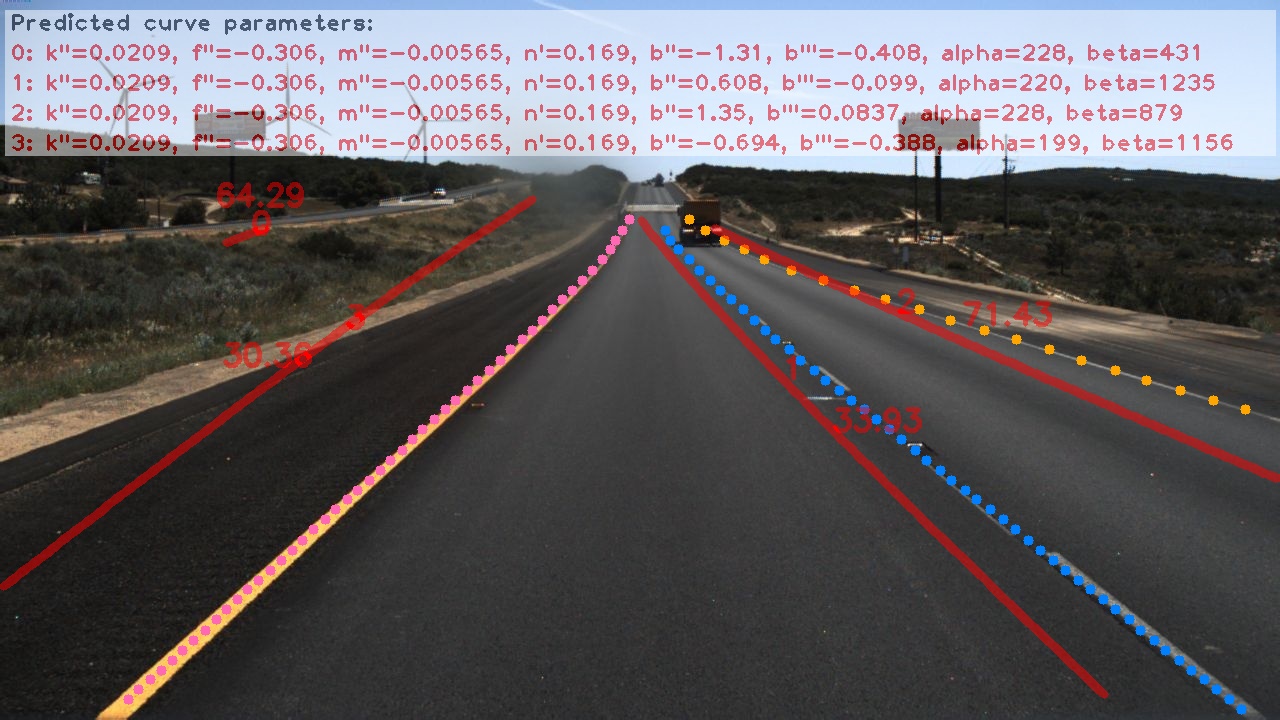 Predicted curve parameters:
0: k''=0.0209, f''=-0.306, m''=-0.00565, n'=0.169, b''=-1.31, b'''=-0.408, alpha=228, beta=431
1: k''=0.0209, f''=-0.306, m''=-0.00565, n'=0.169, b''=0.608, b'''=-0.099, alpha=220, beta=1235
2: k''=0.0209, f''=-0.306, m''=-0.00565, n'=0.169, b''=1.35, b'''=0.0837, alpha=228, beta=879
3: k''=0.0209, f''=-0.306, m''=-0.00565, n'=0.169, b''=-0.694, b'''=-0.388, alpha=199, beta=1156
64.29
0
3
2 71.43
30.36
1
33.93